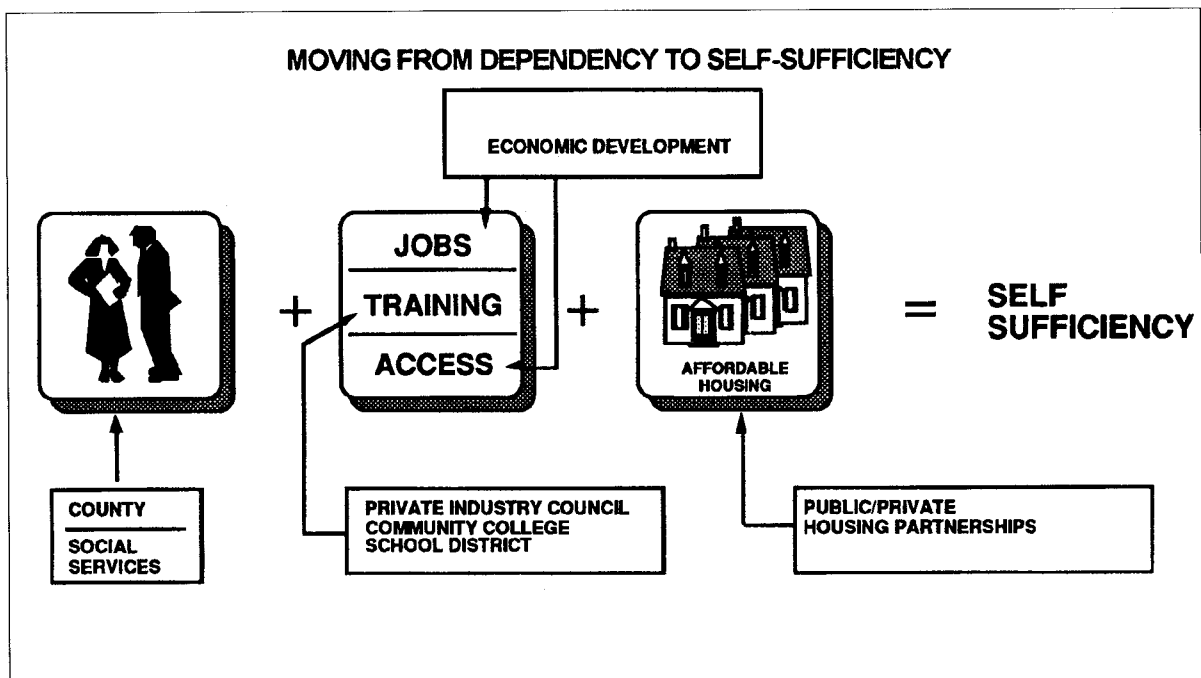 MOVING FROM DEPENDENCY TO SELF-SUFFICIENCY
ECONOMIC DEVELOPMENT
JOBS
TRAINING
ACCESS
+
+
AFFORDABLE
HOUSING
=
SELF
SUFFICIENCY
COUNTY
SOCIAL
SERVICES
PRIVATE INDUSTRY COUNCIL
COMMUNITY COLLEGE
SCHOOL DISTRICT
PUBLIC/PRIVATE
HOUSING PARTNERSHIPS